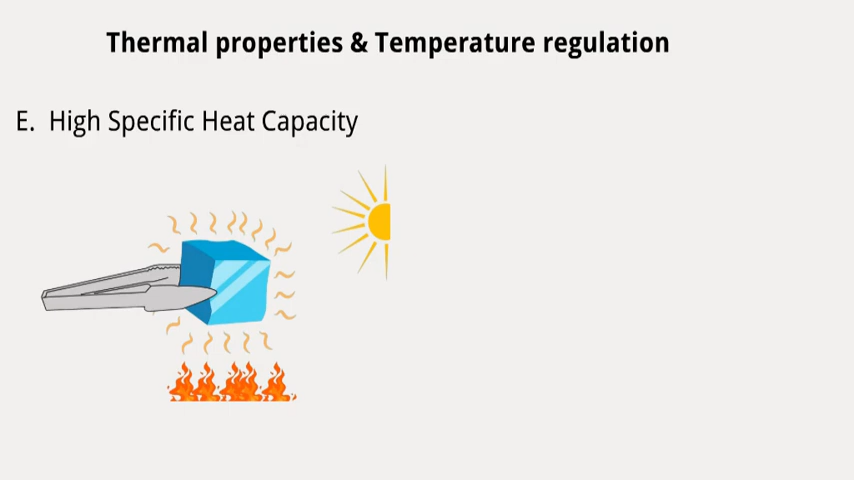 Thermal properties & Temperature regulation
E. High Specific Heat Capacity